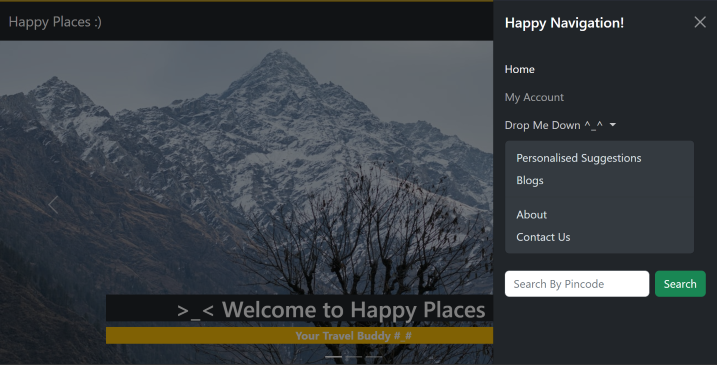 Happy Places :)
>_< Welcome to Happy Places
Your Travel Buddy #_#
Happy Navigation!
Home
My Account
Drop Me Down ^_^
Personalised Suggestions
Blogs
About
Contact Us
Search By Pincode
Search